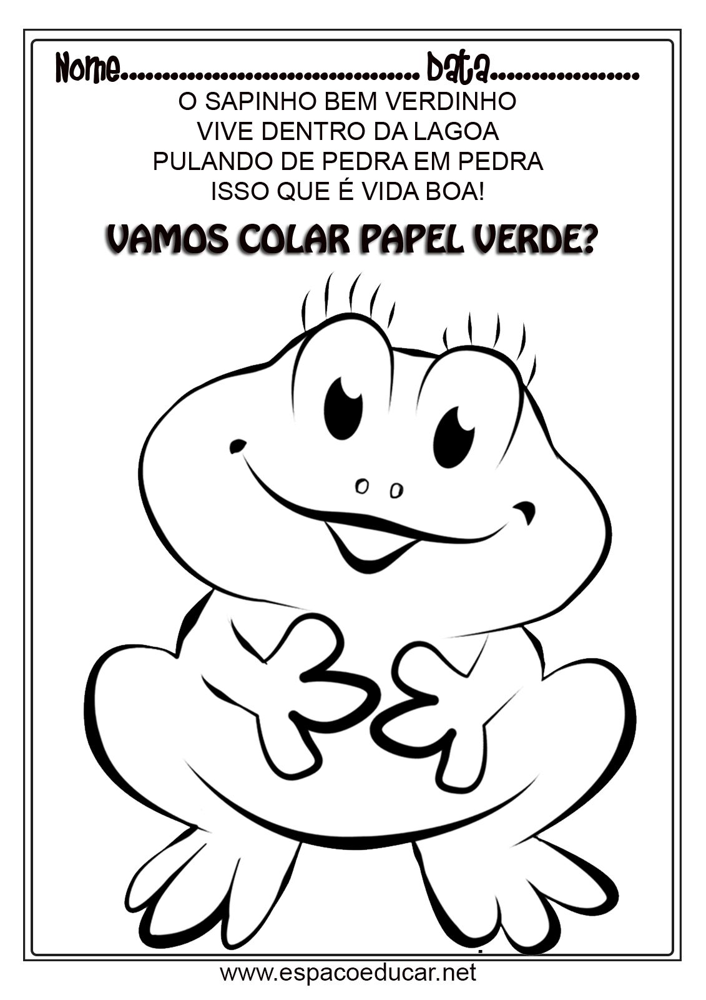 Nome.................................... Data..................
O SAPINHO BEM VERDINHO
VIVE DENTRO DA LAGOA
PULANDO DE PEDRA EM PEDRA
ISSO QUE É VIDA BOA!
VAMOS COLAR PAPEL VERDE?
www.espacoeducar.net